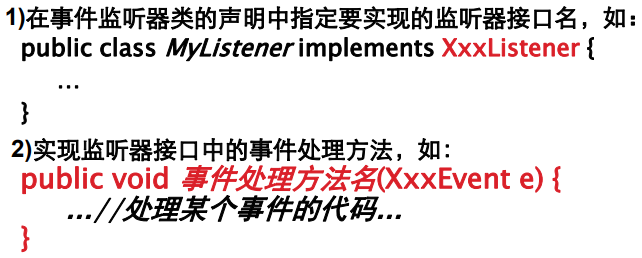 1)在事件监听器类的声明中指定要实现的监听器接口名，如：
public class MyListener implements XxxListener {
...
}
2)实现监听器接口中的事件处理方法，如：
public void 事件处理方法名(XxxEvent e) {
...//处理某个事件的代码...
}